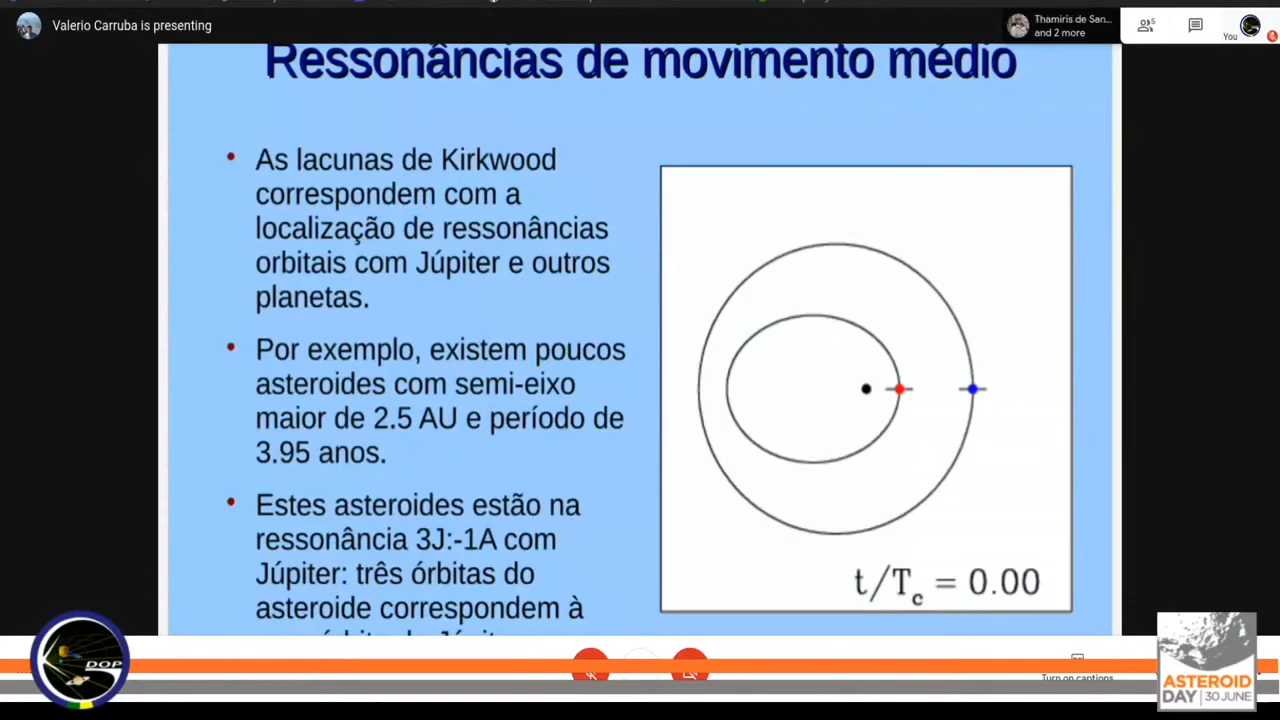 Valerio Carruba is presenting
Thamiris de San...
and 2 more
5
You
Ressonâncias de movimento médio
• As lacunas de Kirkwood
correspondem com a
localização de ressonâncias
orbitais com Júpiter e outros
planetas.
• Por exemplo, existem poucos
asteroides com semi-eixo
maior de 2.5 AU e período de
3.95 anos.
• Estes asteroides estão na
ressonância 3J:-1A com
Júpiter: três órbitas do
asteroide correspondem à
t/Tc = 0.00
Turn on captions
DOP
ASTEROID
DAY | 30 JUNE